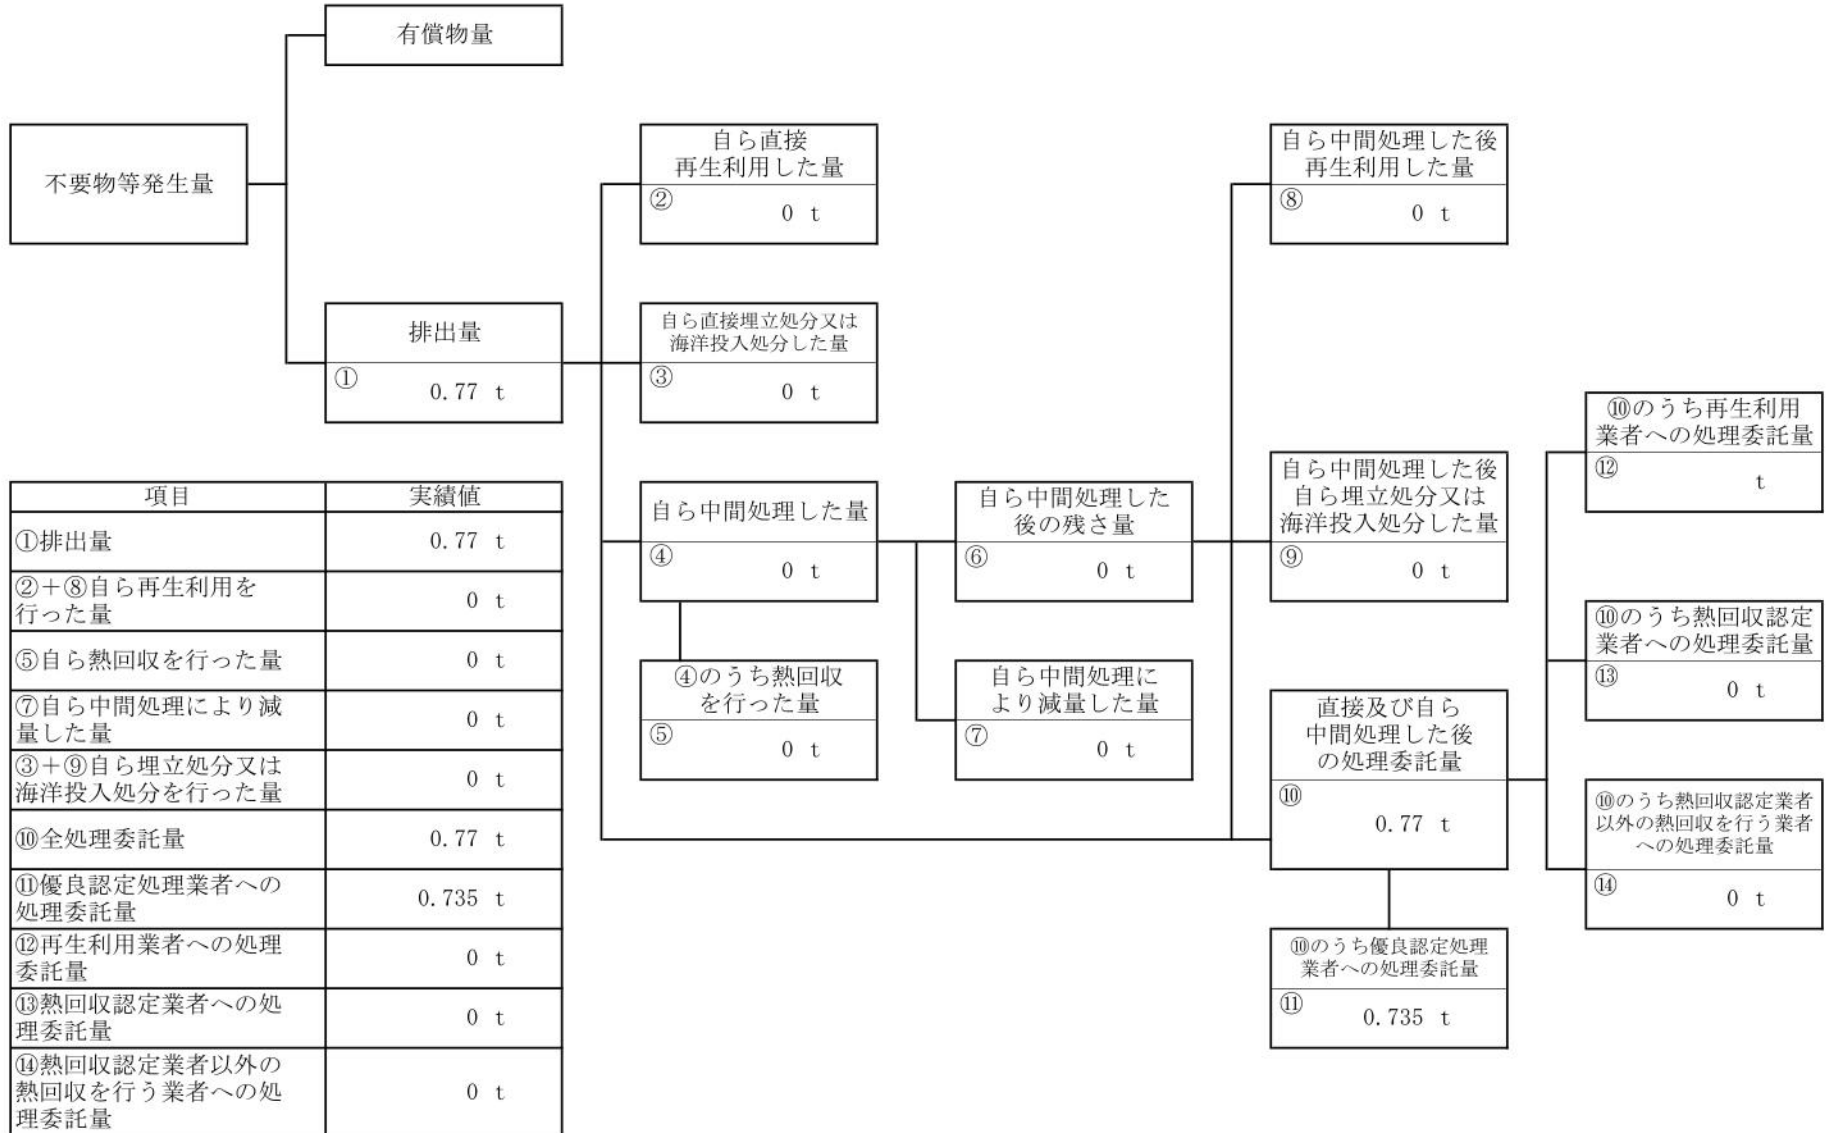 有償物量
不要物等発生量
自ら直接
再生利用した量
② 0 t
自ら中間処理した後
再生利用した量
⑧ 0 t
排出量
① 0.77 t
自ら直接埋立処分又は
海洋投入処分した量
③ 0 t
自ら中間処理した量
④ 0 t
④のうち熱回収
を行った量
⑤ 0 t
自ら中間処理した
後の残さ量
⑥ 0 t
自ら中間処理に
より減量した量
⑦ 0 t
自ら中間処理した後
自ら埋立処分又は
海洋投入処分した量
⑨ 0 t
直接及び自ら
中間処理した後
の処理委託量
⑩
0.77 t
⑩のうち優良認定処理
業者への処理委託量
⑪ 0.735 t
⑩のうち再生利用
業者への処理委託量
⑫ t
⑩のうち熱回収認定
業者への処理委託量
⑬ 0 t
⑩のうち熱回収認定業者
以外の熱回収を行う業者
への処理委託量
⑭ 0 t
項目 実績値
①排出量 0.77 t
②＋⑧自ら再生利用を
行った量 0 t
⑤自ら熱回収を行った量 0 t
⑦自ら中間処理により減
量した量 0 t
③＋⑨自ら埋立処分又は
海洋投入処分を行った量 0 t
⑩全処理委託量 0.77 t
⑪優良認定処理業者への
処理委託量 0.735 t
⑫再生利用業者への処理
委託量 0 t
⑬熱回収認定業者への処
理委託量 0 t
⑭熱回収認定業者以外の
熱回収を行う業者への処
理委託量 0 t